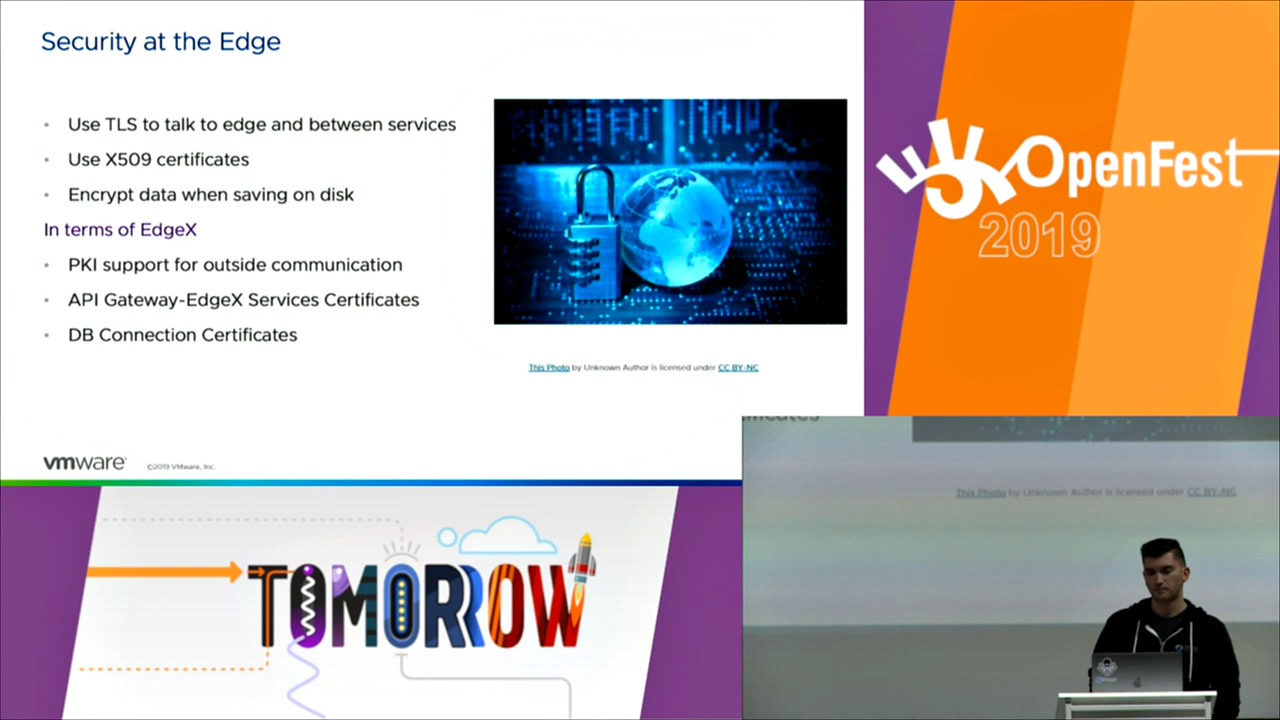 Security at the Edge
Use TLS to talk to edge and between services
Use X509 certificates
Encrypt data when saving on disk
In terms of EdgeX
PKI support for outside communication
API Gateway-EdgeX Services Certificates
DB Connection Certificates
This Photo by Unknown Author is licensed under CC BY-NC
vmware
©2019 VMware, Inc.
OpenFest
2019
TOMORROW
This Photo by Unknown Author is licensed under CC BY-NC